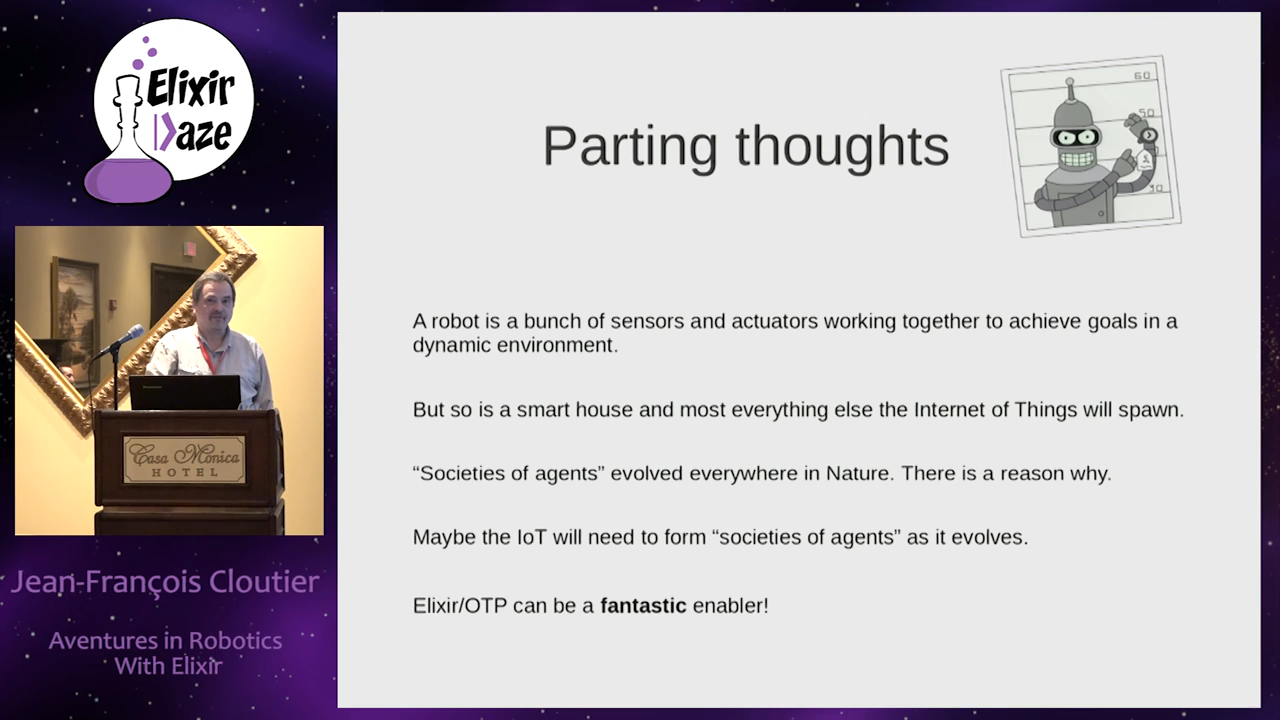 Elixir
|>aze
Parting thoughts
60
50
A robot is a bunch of sensors and actuators working together to achieve goals in a
dynamic environment.
But so is a smart house and most everything else the Internet of Things will spawn.
“Societies of agents” evolved everywhere in Nature. There is a reason why.
Maybe the IoT will need to form “societies of agents” as it evolves.
Elixir/OTP can be a fantastic enabler!
Casa Monica
HOTEL
Jean-François Cloutier
Aventures in Robotics
With Elixir